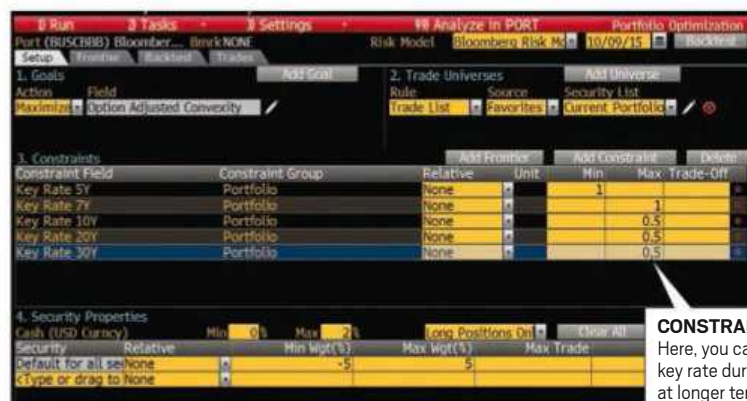 8 Run 3 Tasks 3 Settings 99 Analyze in PORT Portfolio Optimization
Port (BUSCBBB) Bloomber... Bmrk NONE Risk Model Bloomberg Risk Mo 10/09/15 Backtest
Setup Frontier Backtest Trades
1. Goals Add Goal 2. Trade Universes Add Universe
Action Field Rule Source Security List
Maximize Option Adjusted Convexity Trade List Favorites Current Portfolio
3. Constraints Add Frontier Add Constraint Delete
Constraint Field Constraint Group Relative Unit Min Max Trade-Off
Key Rate 5Y Portfolio None 1
Key Rate 7Y Portfolio None 1
Key Rate 10Y Portfolio None 0.5
Key Rate 20Y Portfolio None 0.5
Key Rate 30Y Portfolio None 0.5
4. Security Properties
Cash (USD Curncy) Min 0 % Max 2 % Long Positions Onl Clear All
Security Relative Min Wgt(%) Max Wgt(%) Max Trade
Default for all se None -5 5
<Type or drag to None
CONSTRAI
Here, you ca
key rate dur
at longer ter